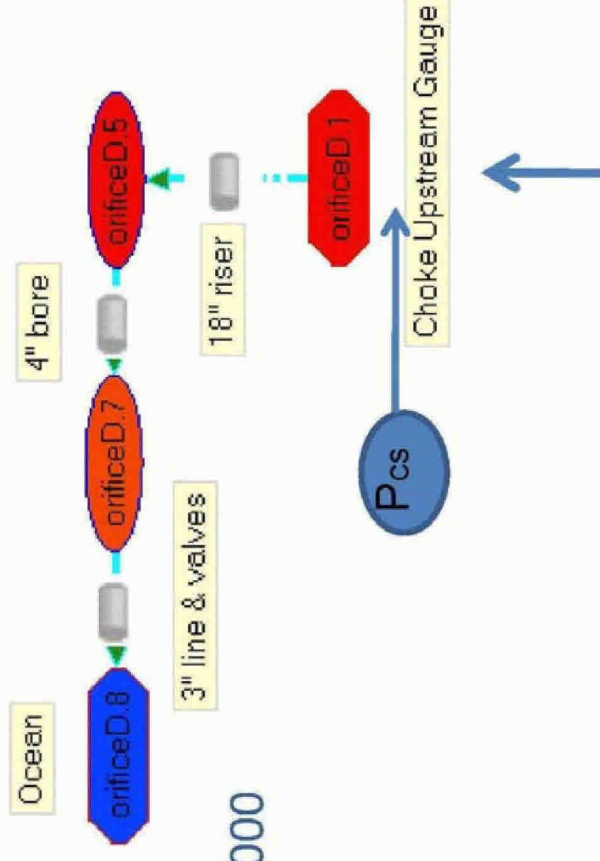 Ocean
orificeD.8
3" line & valves
orificeD.7
4" bore
orificeD.5
18" riser
orificeD.1
Choke Upstream Gauge
Pcs
000